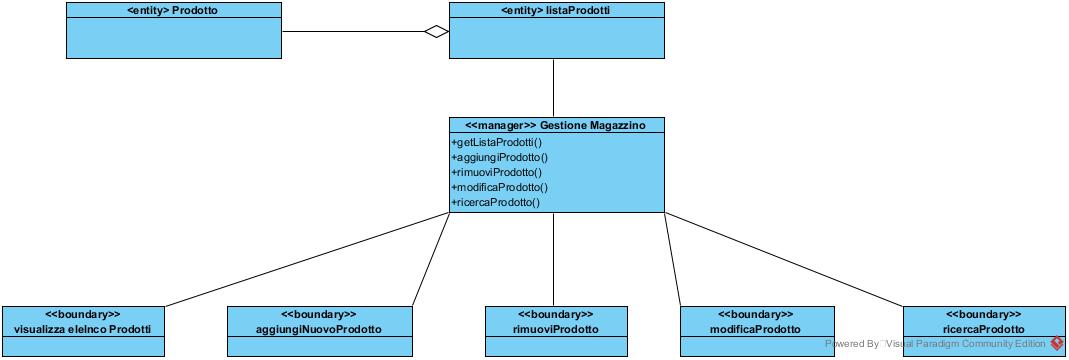 <entity> Prodotto
<entity> listaProdotti
<<manager>> Gestione Magazzino
+getListaProdotti()
+aggiungiProdotto()
+rimuoviProdotto()
+modificaProdotto()
+ricercaProdotto()
<<boundary>>
visualizza elelnco Prodotti
<<boundary>>
aggiungiNuovoProdotto
<<boundary>>
rimuoviProdotto
<<boundary>>
modificaProdotto
<<boundary>>
ricercaProdotto
Powered By Visual Paradigm Community Edition